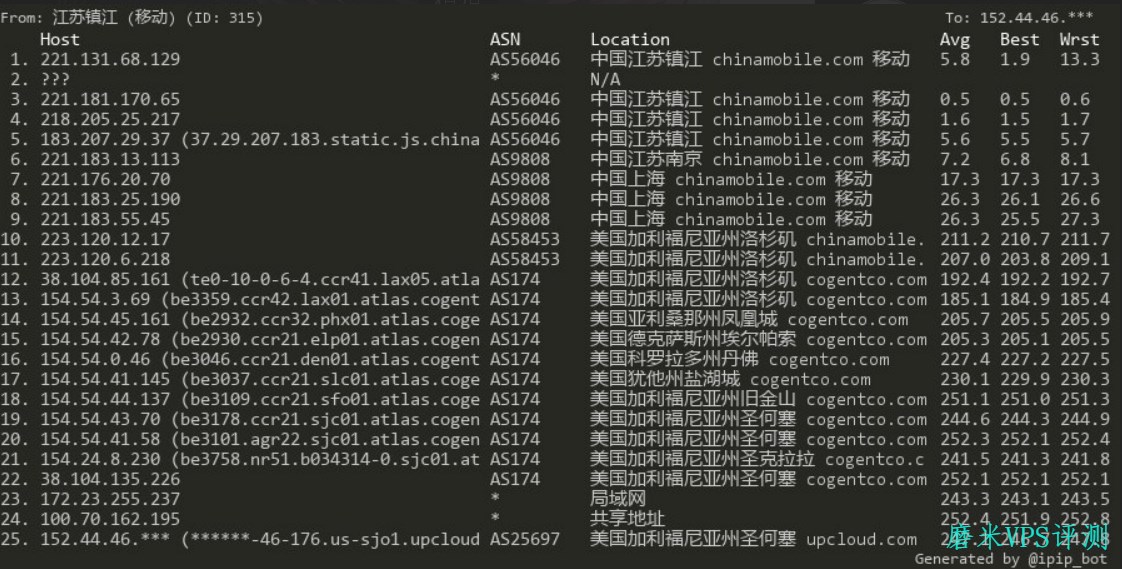 From: 江苏镇江 (移动) (ID: 315) To: 152.44.46.***
Host ASN Location Avg Best Wrst
1. 221.131.68.129 AS56046 中国江苏镇江 chinamobile.com 移动 5.8 1.9 13.3
2. ??? * N/A
3. 221.181.170.65 AS56046 中国江苏镇江 chinamobile.com 移动 0.5 0.5 0.6
4. 218.205.25.217 AS56046 中国江苏镇江 chinamobile.com 移动 1.6 1.5 1.7
5. 183.207.29.37 (37.29.207.183.static.js.china AS56046 中国江苏镇江 chinamobile.com 移动 5.6 5.5 5.7
6. 221.183.13.113 AS9808 中国江苏南京 chinamobile.com 移动 7.2 6.8 8.1
7. 221.176.20.70 AS9808 中国上海 chinamobile.com 移动 17.3 17.3 17.3
8. 221.183.25.190 AS9808 中国上海 chinamobile.com 移动 26.3 26.1 26.6
9. 221.183.55.45 AS9808 中国上海 chinamobile.com 移动 26.3 25.5 27.3
10. 223.120.12.17 AS58453 美国加利福尼亚州洛杉矶 chinamobile. 211.2 210.7 211.7
11. 223.120.6.218 AS58453 美国加利福尼亚州洛杉矶 chinamobile. 207.0 203.8 209.1
12. 38.104.85.161 (te0-10-0-6-4.ccr41.lax05.atla AS174 美国加利福尼亚州洛杉矶 cogentco.com 192.4 192.2 192.7
13. 154.54.3.69 (be3359.ccr42.lax01.atlas.cogent AS174 美国加利福尼亚州洛杉矶 cogentco.com 185.1 184.9 185.4
14. 154.54.45.161 (be2932.ccr32.phx01.atlas.coge AS174 美国亚利桑那州凤凰城 cogentco.com 205.7 205.5 205.9
15. 154.54.42.78 (be2930.ccr21.elp01.atlas.cogen AS174 美国德克萨斯州埃尔帕索 cogentco.com 205.3 205.1 205.5
16. 154.54.0.46 (be3046.ccr21.den01.atlas.cogent AS174 美国科罗拉多州丹佛 cogentco.com 227.4 227.2 227.5
17. 154.54.41.145 (be3037.ccr21.slc01.atlas.coge AS174 美国犹他州盐湖城 cogentco.com 230.1 229.9 230.3
18. 154.54.44.137 (be3109.ccr21.sfo01.atlas.coge AS174 美国加利福尼亚州旧金山 cogentco.com 251.1 251.0 251.3
19. 154.54.43.70 (be3178.ccr21.sjc01.atlas.cogen AS174 美国加利福尼亚州圣何塞 cogentco.com 244.6 244.3 244.9
20. 154.54.41.58 (be3101.agr22.sjc01.atlas.cogen AS174 美国加利福尼亚州圣何塞 cogentco.com 252.3 252.1 252.4
21. 154.24.8.230 (be3758.nr51.b034314-0.sjc01.at AS174 美国加利福尼亚州圣克拉拉 cogentco.c 241.5 241.3 241.8
22. 38.104.135.226 AS174 美国加利福尼亚州圣何塞 cogentco.com 252.1 252.1 252.1
23. 172.23.255.237 * 局域网 243.3 243.1 243.5
24. 100.70.162.195 * 共享地址 252.4 251.9 252.8
25. 152.44.46.*** (******-46-176.us-sjo1.upcloud AS25697 美国加利福尼亚州圣何塞 upcloud.com
磨米VPS评测
Generated by @ipip_bot